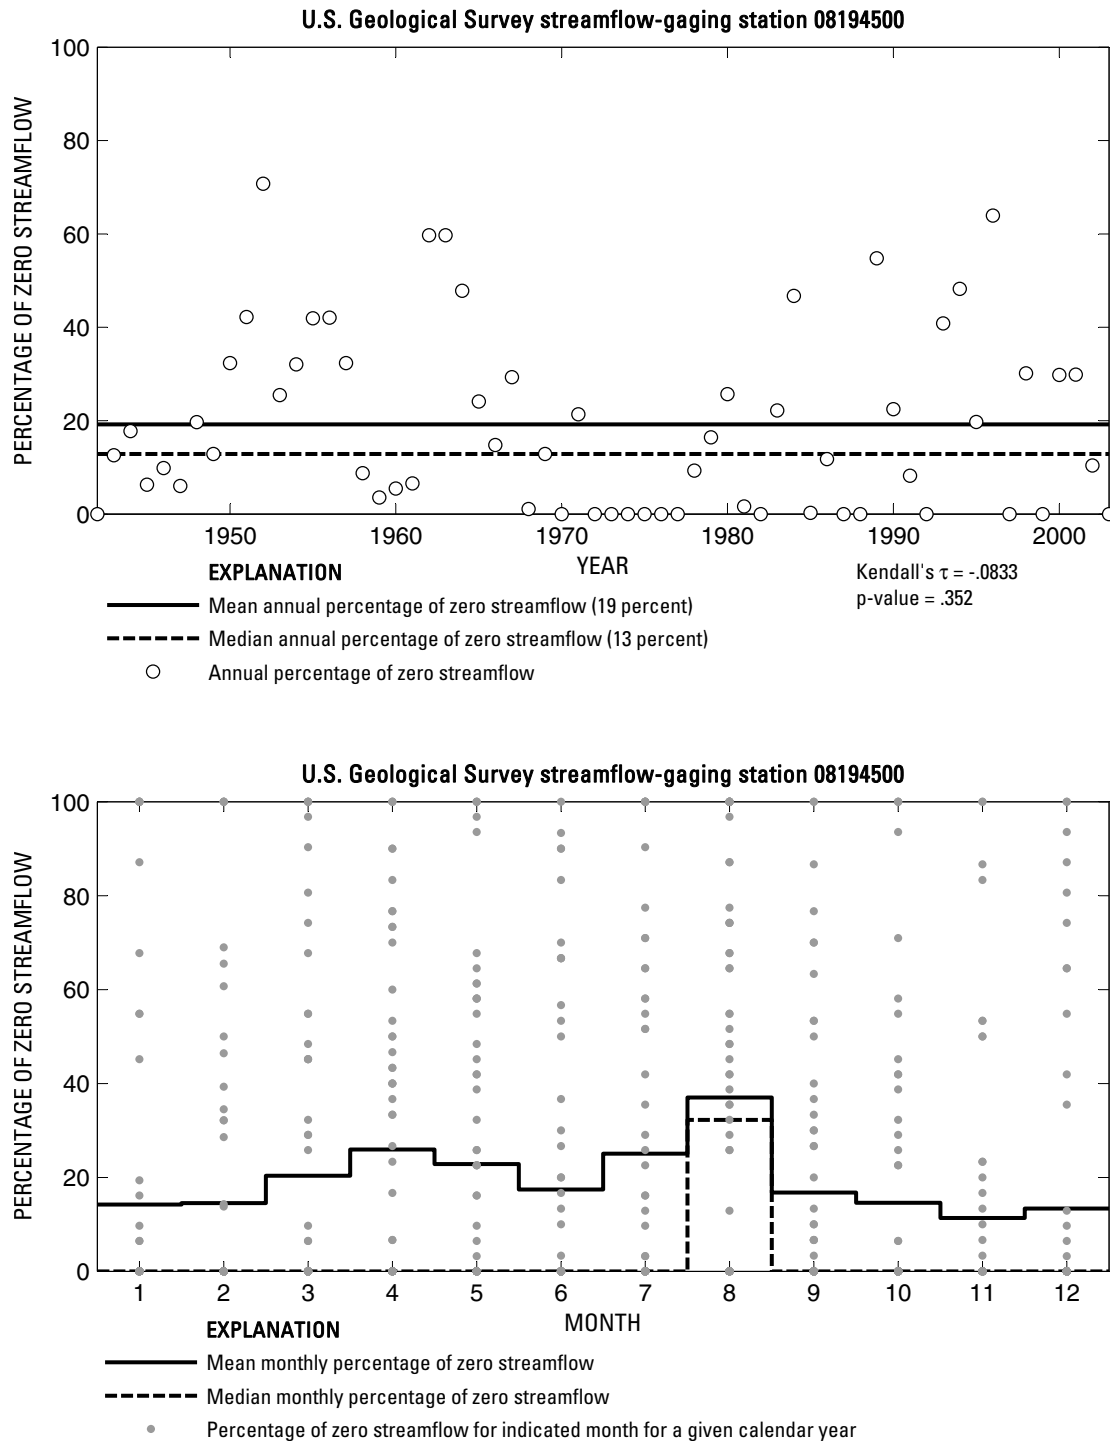 U.S. Geological Survey streamflow-gaging station 08194500
PERCENTAGE OF ZERO STREAMFLOW
100
80
60
40
20
0
1950 1960 1970 1980 1990 2000
YEAR
EXPLANATION
Mean annual percentage of zero streamflow (19 percent)
Median annual percentage of zero streamflow (13 percent)
Annual percentage of zero streamflow
Kendall's τ = -.0833
p-value = .352
U.S. Geological Survey streamflow-gaging station 08194500
PERCENTAGE OF ZERO STREAMFLOW
100
80
60
40
20
0
1 2 3 4 5 6 7 8 9 10 11 12
MONTH
EXPLANATION
Mean monthly percentage of zero streamflow
Median monthly percentage of zero streamflow
Percentage of zero streamflow for indicated month for a given calendar year